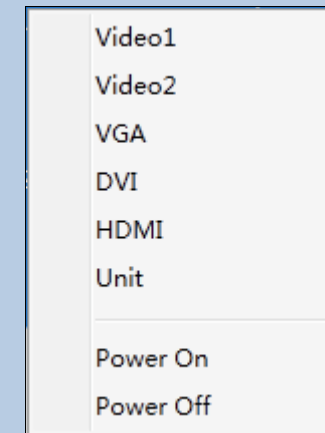 Video1
Video2
VGA
DVI
HDMI
Unit
Power On
Power Off